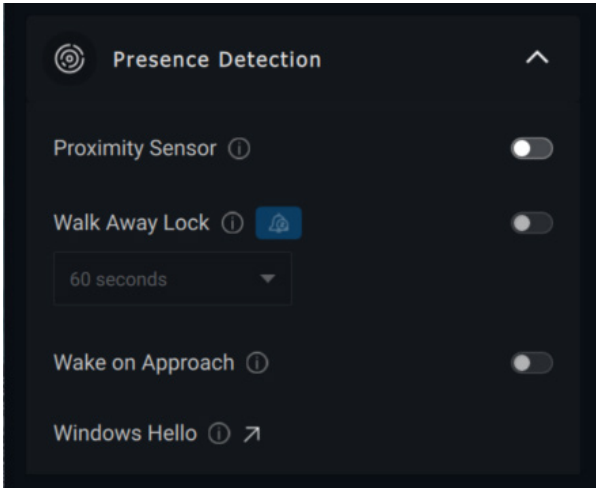 Presence Detection
Proximity Sensor
Walk Away Lock
60 seconds
Wake on Approach
Windows Hello